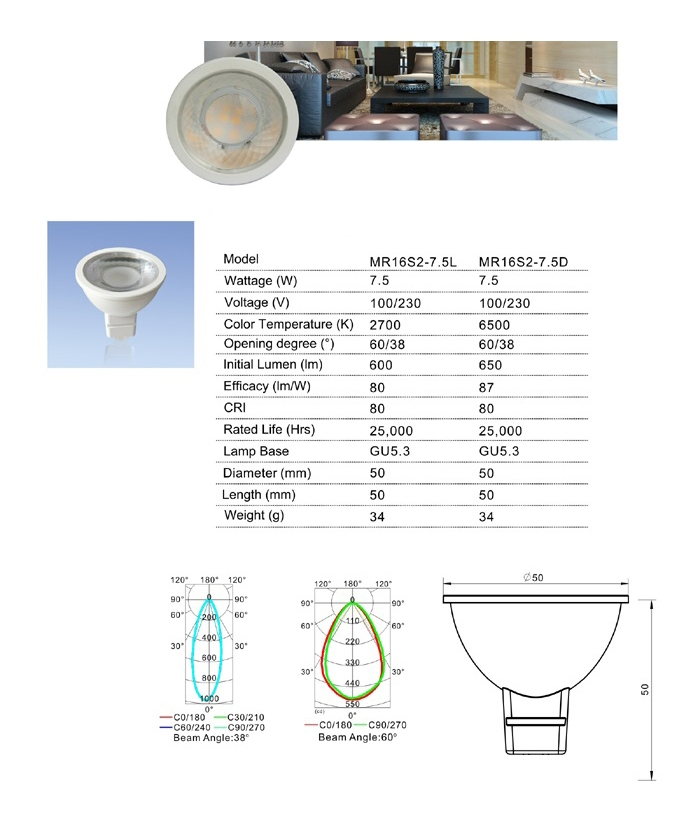 Model MR16S2-7.5L MR16S2-7.5D
Wattage (W) 7.5 7.5
Voltage (V) 100/230 100/230
Color Temperature (K) 2700 6500
Opening degree (°) 60/38 60/38
Initial Lumen (lm) 600 650
Efficacy (lm/W) 80 87
CRI 80 80
Rated Life (Hrs) 25,000 25,000
Lamp Base GU5.3 GU5.3
Diameter (mm) 50 50
Length (mm) 50 50
Weight (g) 34 34
120° 180° 120°
90° 0 90°
60° 200 60°
400
30° 600 30°
800
1000
0°
C0/180 C30/210
C60/240 C90/270
Beam Angle:38°
120° 180° 120°
90° 0 90°
60° 110 60°
220
30° 330 30°
440
550
(cd)
0°
C0/180 C90/270
Beam Angle:60°
∅50
50